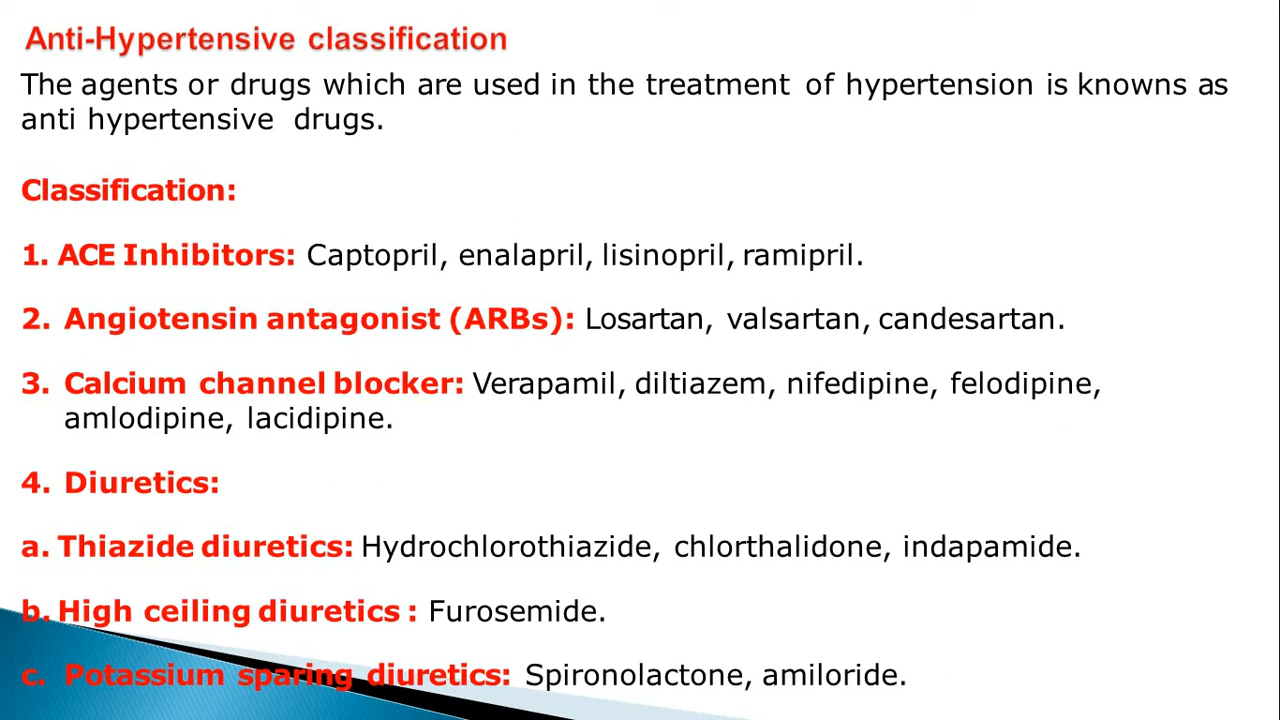 Anti-Hypertensive classification
The agents or drugs which are used in the treatment of hypertension is knowns as
anti hypertensive drugs.
Classification:
1. ACE Inhibitors: Captopril, enalapril, lisinopril, ramipril.
2. Angiotensin antagonist (ARBs): Losartan, valsartan, candesartan.
3. Calcium channel blocker: Verapamil, diltiazem, nifedipine, felodipine,
amlodipine, lacidipine.
4. Diuretics:
a. Thiazide diuretics: Hydrochlorothiazide, chlorthalidone, indapamide.
b. High ceiling diuretics : Furosemide.
c. Potassium sparing diuretics: Spironolactone, amiloride.